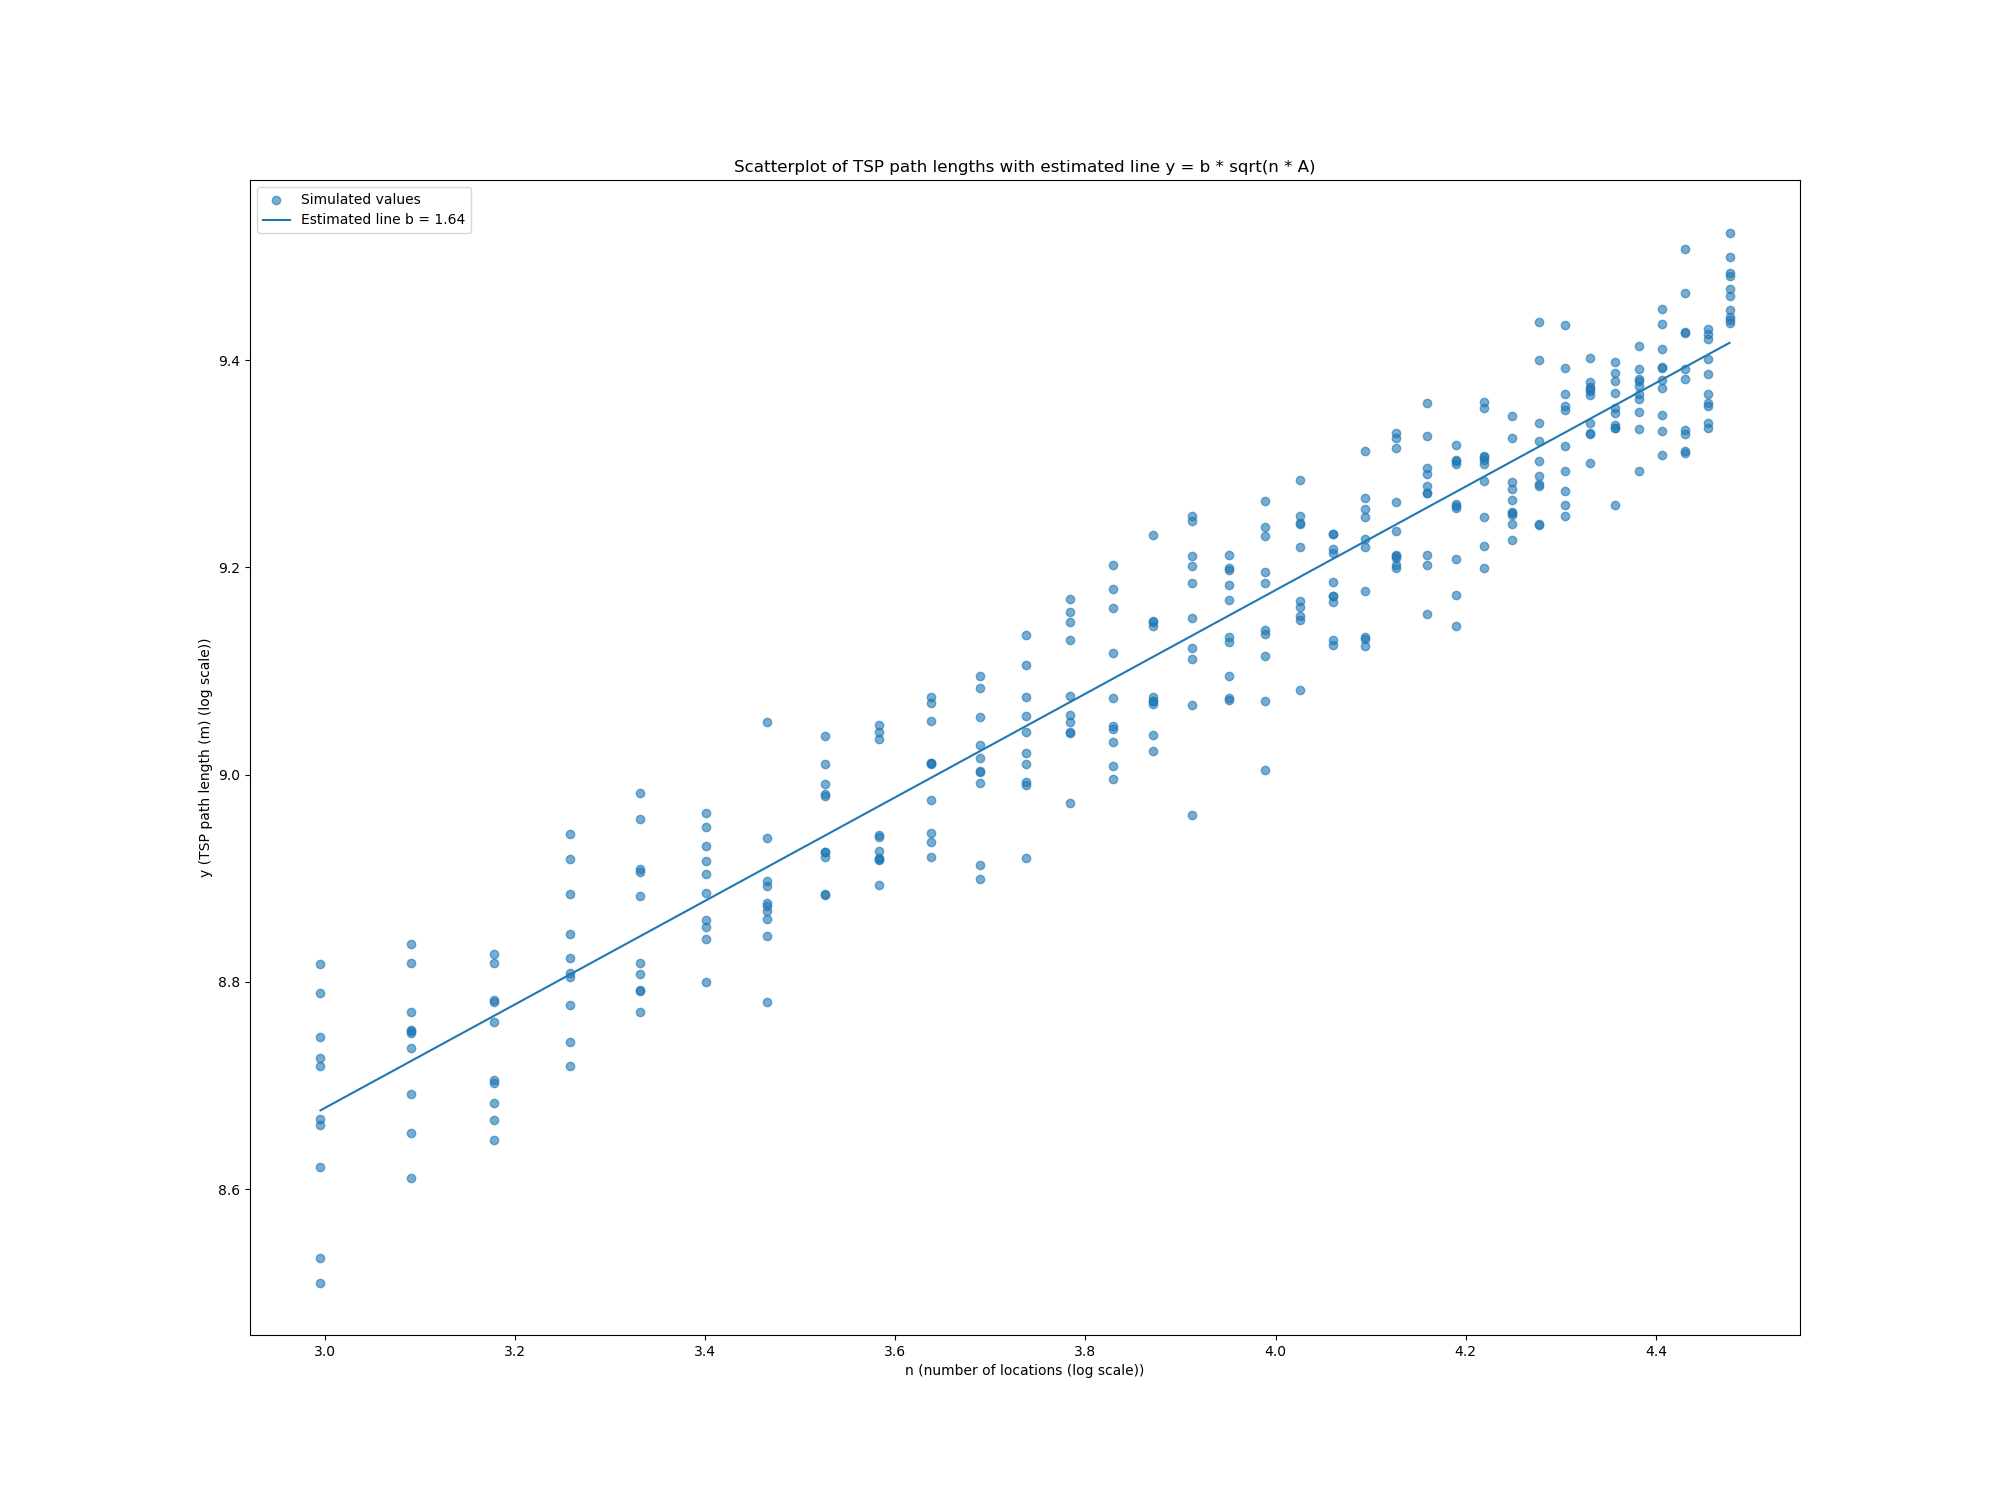 Scatterplot of TSP path lengths with estimated line y = b * sqrt(n * A)
Simulated values
Estimated line b = 1.64
y (TSP path length (m) (log scale))
9.4
9.2
9.0
8.8
8.6
3.0 3.2 3.4 3.6 3.8 4.0 4.2 4.4
n (number of locations (log scale))